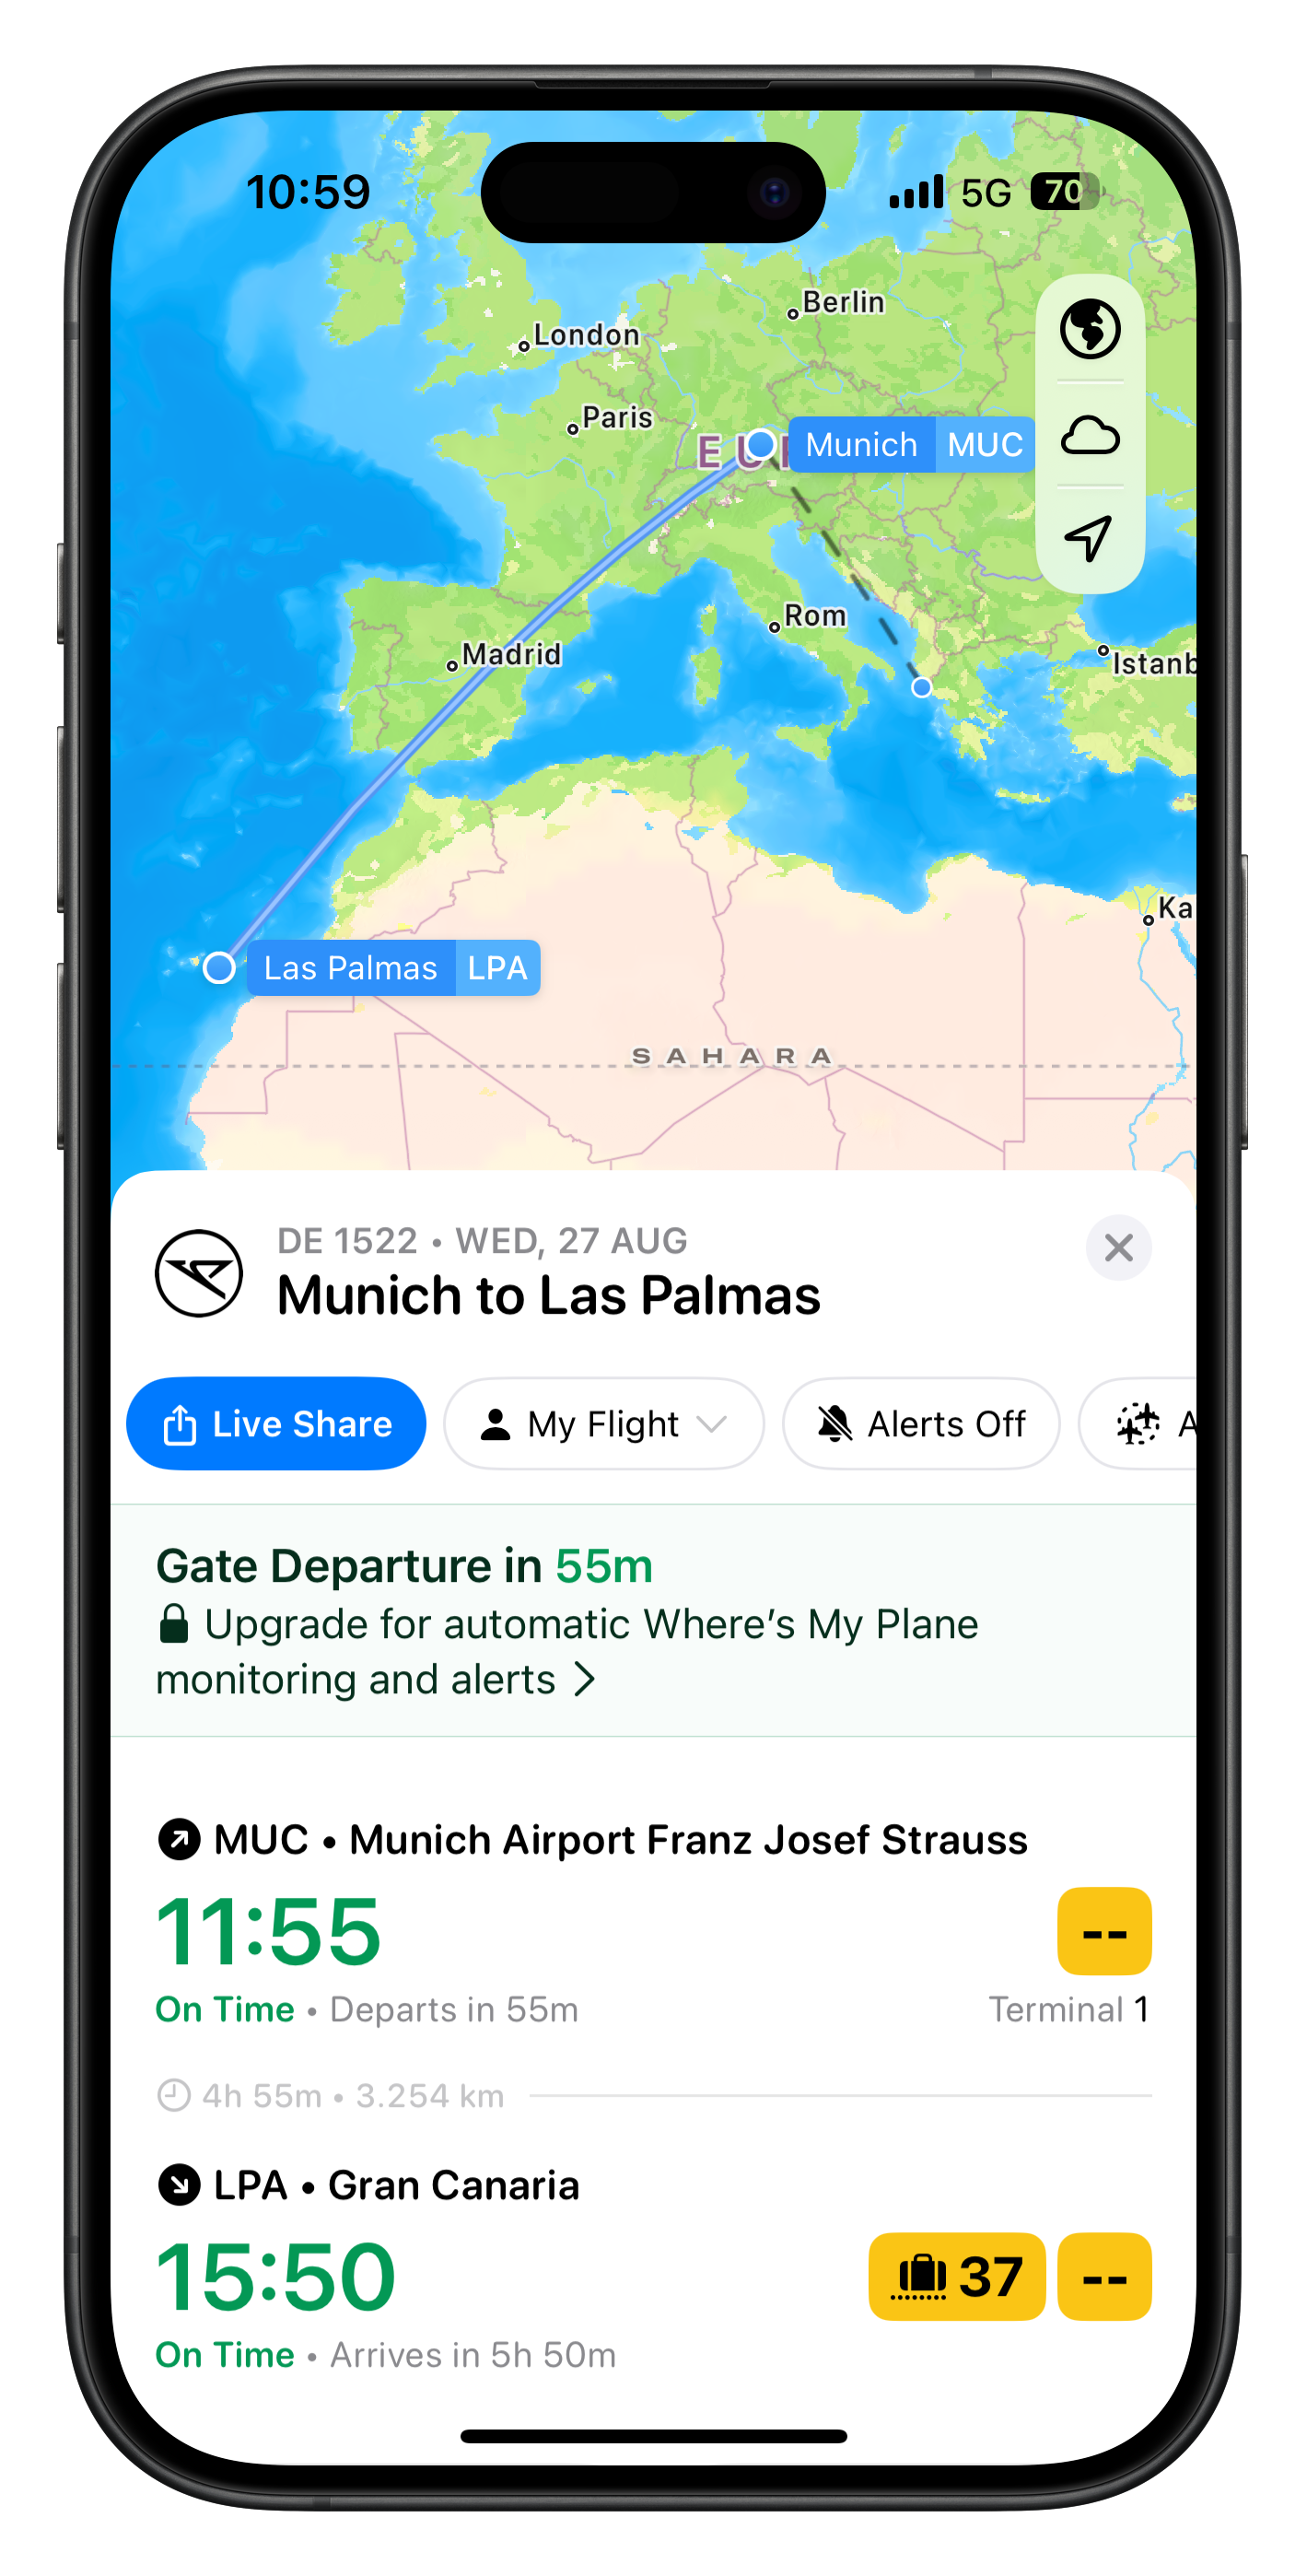 10:59
5G
70
Berlin
London
Paris
EU
Munich MUC
Rom
Madrid
Istanb
Ka
Las Palmas LPA
SAHARA
DE 1522 • WED, 27 AUG
Munich to Las Palmas
Live Share
My Flight
Alerts Off
A
Gate Departure in 55m
Upgrade for automatic Where’s My Plane
monitoring and alerts >
MUC • Munich Airport Franz Josef Strauss
11:55
--
On Time • Departs in 55m
Terminal 1
4h 55m • 3.254 km
LPA • Gran Canaria
15:50
37
--
On Time • Arrives in 5h 50m